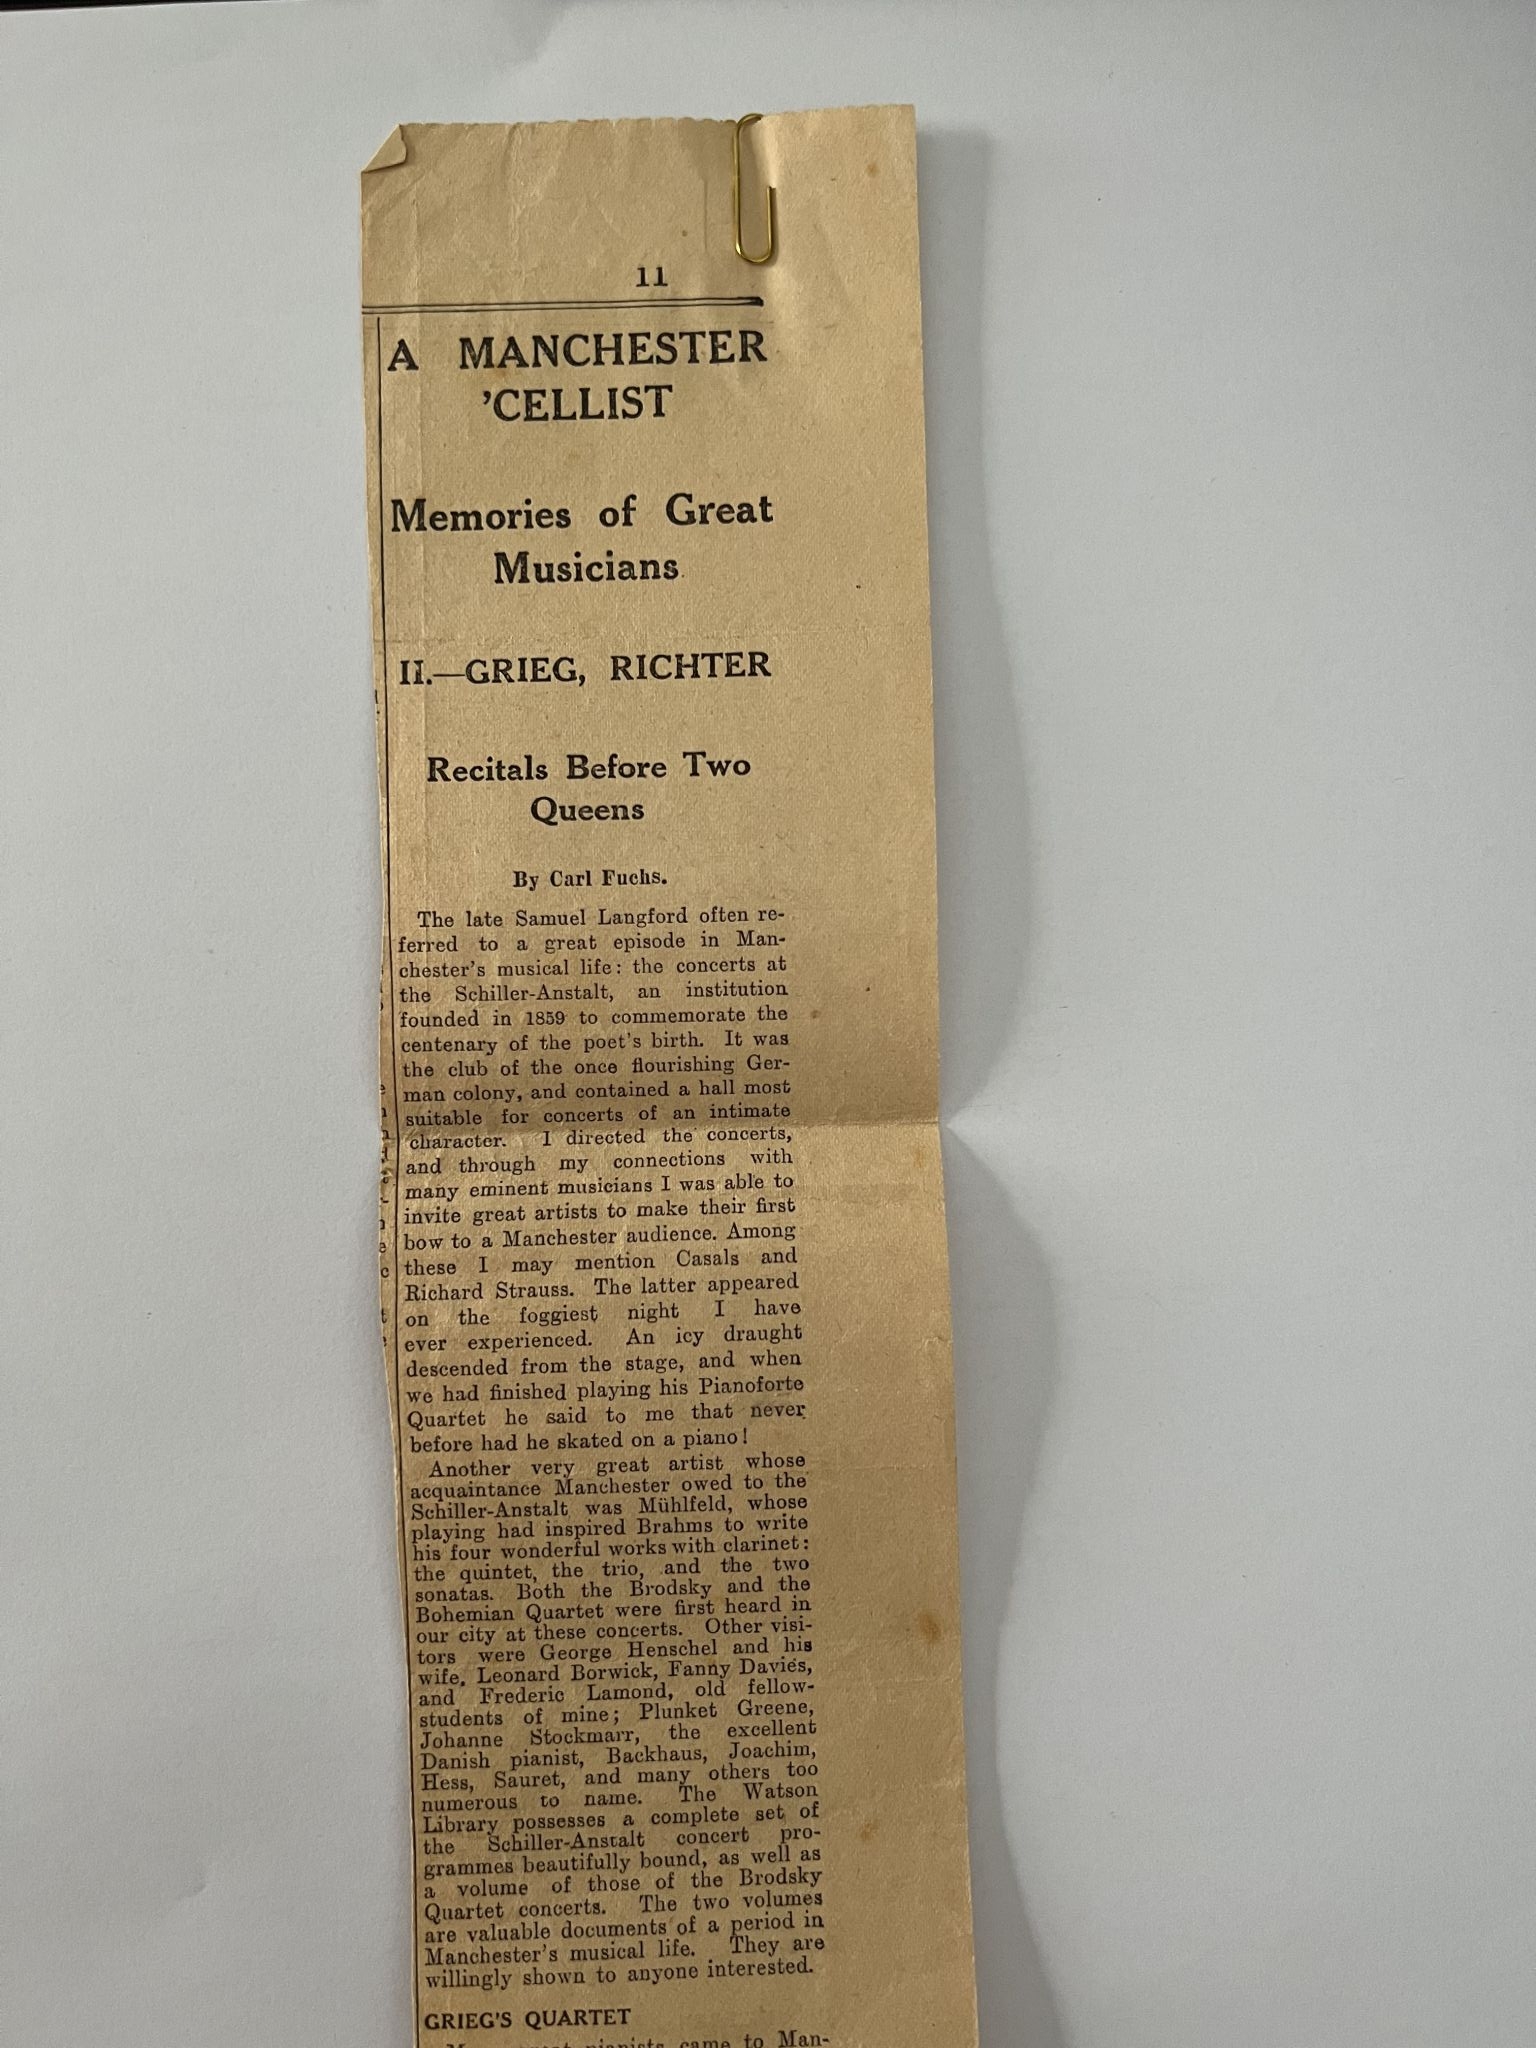 11
A MANCHESTER
'CELLIST
Memories of Great
Musicians
II.—GRIEG, RICHTER
Recitals Before Two
Queens
By Carl Fuchs.
The late Samuel Langford often re-
ferred to a great episode in Man-
chester's musical life: the concerts at
the Schiller-Anstalt, an institution
founded in 1859 to commemorate the
centenary of the poet's birth. It was
the club of the once flourishing Ger-
man colony, and contained a hall most
suitable for concerts of an intimate
character. I directed the concerts,
and through my connections with
many eminent musicians I was able to
invite great artists to make their first
bow to a Manchester audience. Among
these I may mention Casals and
Richard Strauss. The latter appeared
on the foggiest night I have
ever experienced. An icy draught
descended from the stage, and when
we had finished playing his Pianoforte
Quartet he said to me that never
before had he skated on a piano!
Another very great artist whose
acquaintance Manchester owed to the
Schiller-Anstalt was Mühlfeld, whose
playing had inspired Brahms to write
his four wonderful works with clarinet:
the quintet, the trio, and the two
sonatas. Both the Brodsky and the
Bohemian Quartet were first heard in
our city at these concerts. Other visi-
tors were George Henschel and his
wife, Leonard Borwick, Fanny Davies,
and Frederic Lamond, old fellow-
students of mine; Plunket Greene,
Johanne Stockmarr, the excellent
Danish pianist, Backhaus, Joachim,
Hess, Sauret, and many others too
numerous to name. The Watson
Library possesses a complete set of
the Schiller-Anstalt concert pro-
grammes beautifully bound, as well as
a volume of those of the Brodsky
Quartet concerts. The two volumes
are valuable documents of a period in
Manchester's musical life. They are
willingly shown to anyone interested.
GRIEG'S QUARTET
pianists came to Man-